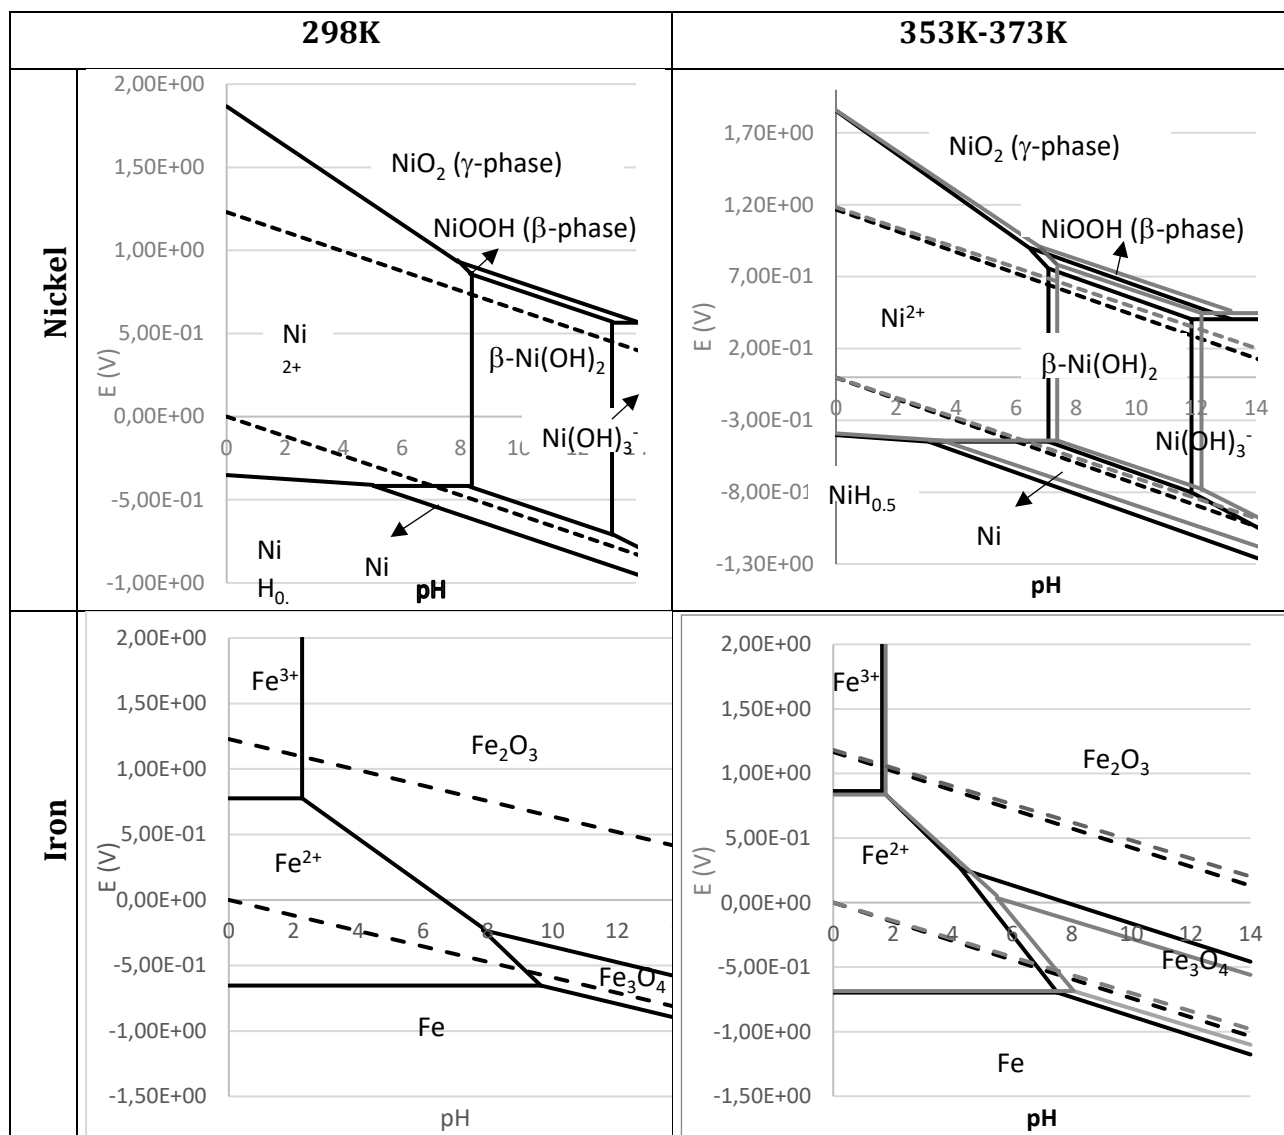 298K
353K-373K
Nickel
2,00E+00
1,50E+00
1,00E+00
5,00E-01
0,00E+00
-5,00E-01
-1,00E+00
E (V)
NiO₂ (γ-phase)
NiOOH (β-phase)
Ni
2+
β-Ni(OH)₂
Ni(OH)₃⁻
0 2 4 6 8
Ni
H₀.
Ni
pH
1,70E+00
1,20E+00
7,00E-01
2,00E-01
-3,00E-01
-8,00E-01
-1,30E+00
E (V)
NiO₂ (γ-phase)
NiOOH (β-phase)
Ni²⁺
β-Ni(OH)₂
0 2 4 6 8 10 12 14
Ni(OH)₃⁻
NiH₀.₅
Ni
pH
Iron
2,00E+00
1,50E+00
1,00E+00
5,00E-01
0,00E+00
-5,00E-01
-1,00E+00
-1,50E+00
E (V)
Fe³⁺
Fe₂O₃
Fe²⁺
0 2 4 6 8 10 12
Fe₃O₄
Fe
pH
2,00E+00
1,50E+00
1,00E+00
5,00E-01
0,00E+00
-5,00E-01
-1,00E+00
-1,50E+00
E (V)
Fe³⁺
Fe₂O₃
Fe²⁺
0 2 4 6 8 10 12 14
Fe₃O₄
Fe
pH